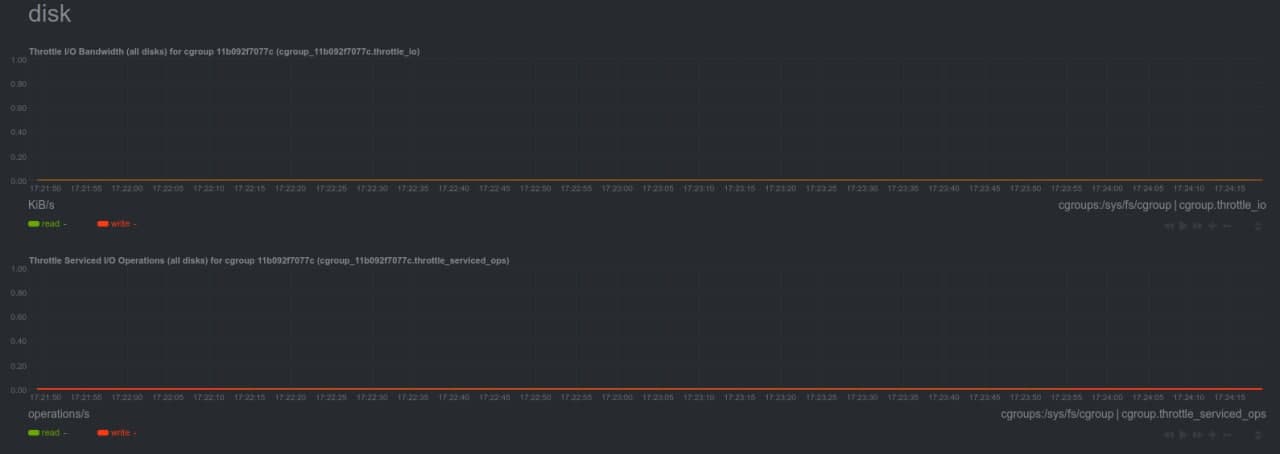 disk
Throttle I/O Bandwidth (all disks) for cgroup 11b092f7077c (cgroup_11b092f7077c.throttle_io)
1.00
0.80
0.60
0.40
0.20
0.00
17:21:50 17:21:55 17:22:00 17:22:05 17:22:10 17:22:15 17:22:20 17:22:25 17:22:30 17:22:35 17:22:40 17:22:45 17:22:50 17:22:55 17:23:00 17:23:05 17:23:10 17:23:15 17:23:20 17:23:25 17:23:30 17:23:35 17:23:40 17:23:45 17:23:50 17:23:55 17:24:00 17:24:05 17:24:10 17:24:15
KiB/s cgroups:/sys/fs/cgroup | cgroup.throttle_io
read - write -
Throttle Serviced I/O Operations (all disks) for cgroup 11b092f7077c (cgroup_11b092f7077c.throttle_serviced_ops)
1.00
0.80
0.60
0.40
0.20
0.00
17:21:50 17:21:55 17:22:00 17:22:05 17:22:10 17:22:15 17:22:20 17:22:25 17:22:30 17:22:35 17:22:40 17:22:45 17:22:50 17:22:55 17:23:00 17:23:05 17:23:10 17:23:15 17:23:20 17:23:25 17:23:30 17:23:35 17:23:40 17:23:45 17:23:50 17:23:55 17:24:00 17:24:05 17:24:10 17:24:15
operations/s cgroups:/sys/fs/cgroup | cgroup.throttle_serviced_ops
read - write -